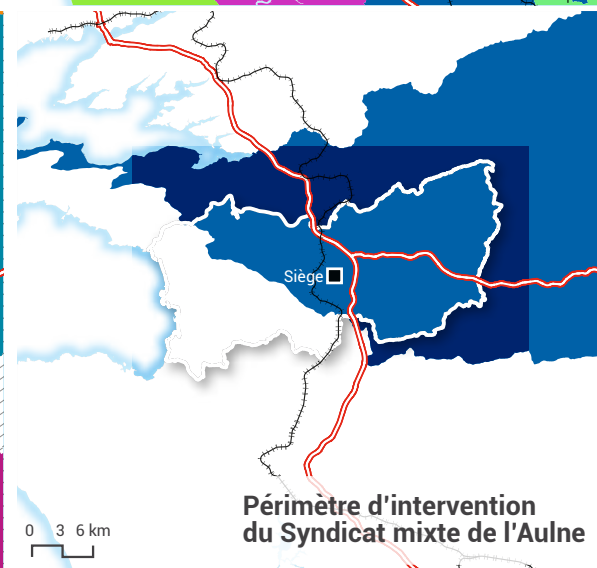 Siège
Périmètre d'intervention
du Syndicat mixte de l'Aulne
0 3 6 km